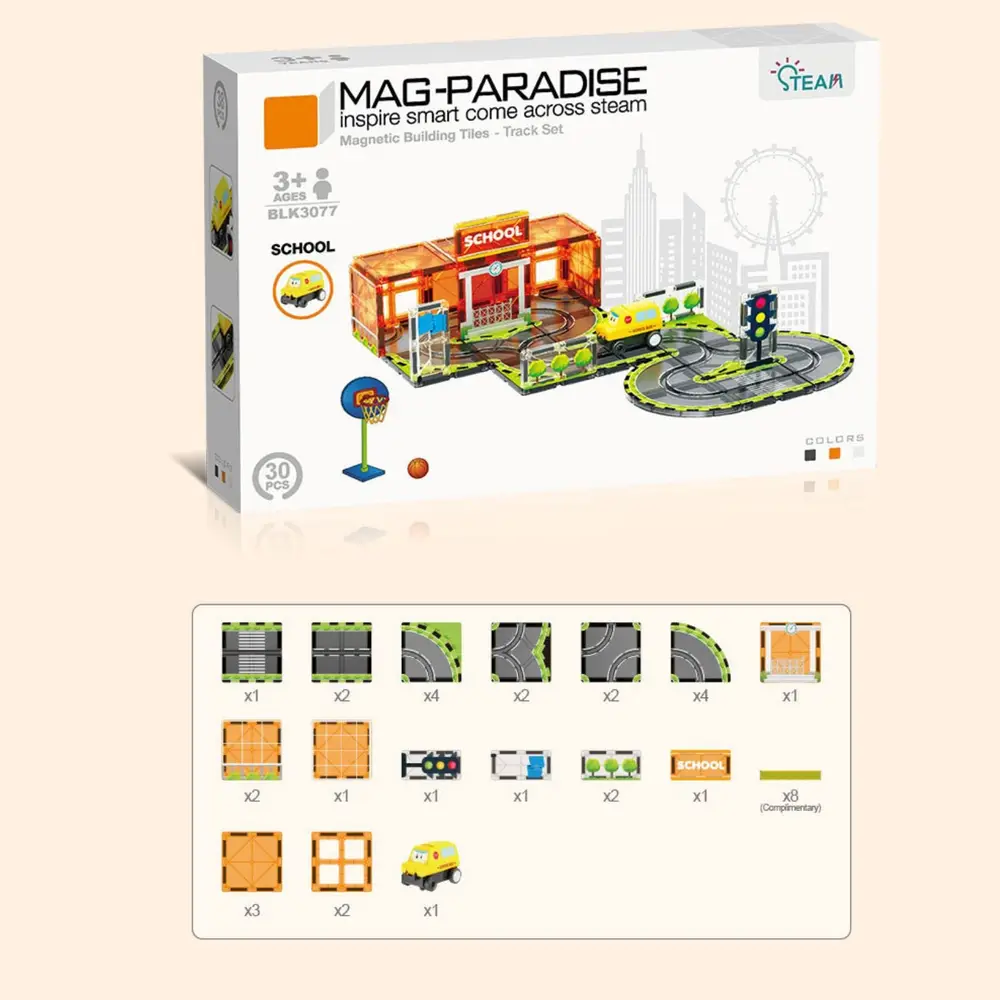 MAG-PARADISE
inspire smart come across steam
Magnetic Building Tiles - Track Set
STEAM
3+
AGES
BLK3077
SCHOOL
SCHOOL
30
PCS
COLORS
x1
x2
x4
x2
x2
x4
x1
x2
x1
x1
x1
x2
SCHOOL
x1
x8
(Complimentary)
x3
x2
x1